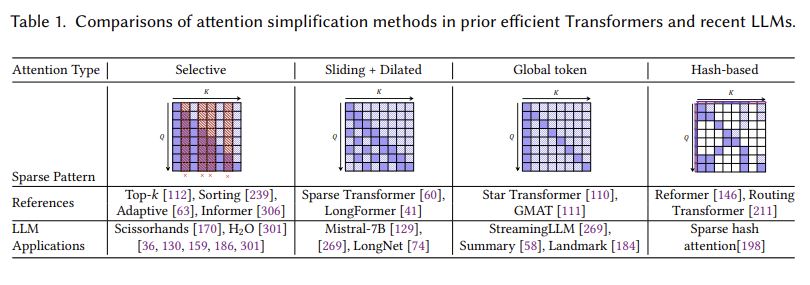 Table 1. Comparisons of attention simplification methods in prior efficient Transformers and recent LLMs.
Attention Type Selective Sliding + Dilated Global token Hash-based
K K K K
Q Q Q Q
× × × ×
Sparse Pattern
References Top-k [112], Sorting [239], Sparse Transformer [60], Star Transformer [110], Reformer [146], Routing
Adaptive [63], Informer [306] LongFormer [41] GMAT [111] Transformer [211]
LLM Scissorhands [170], H2O [301] Mistral-7B [129], StreamingLLM [269], Sparse hash
Applications [36, 130, 159, 186, 301] [269], LongNet [74] Summary [58], Landmark [184] attention[198]